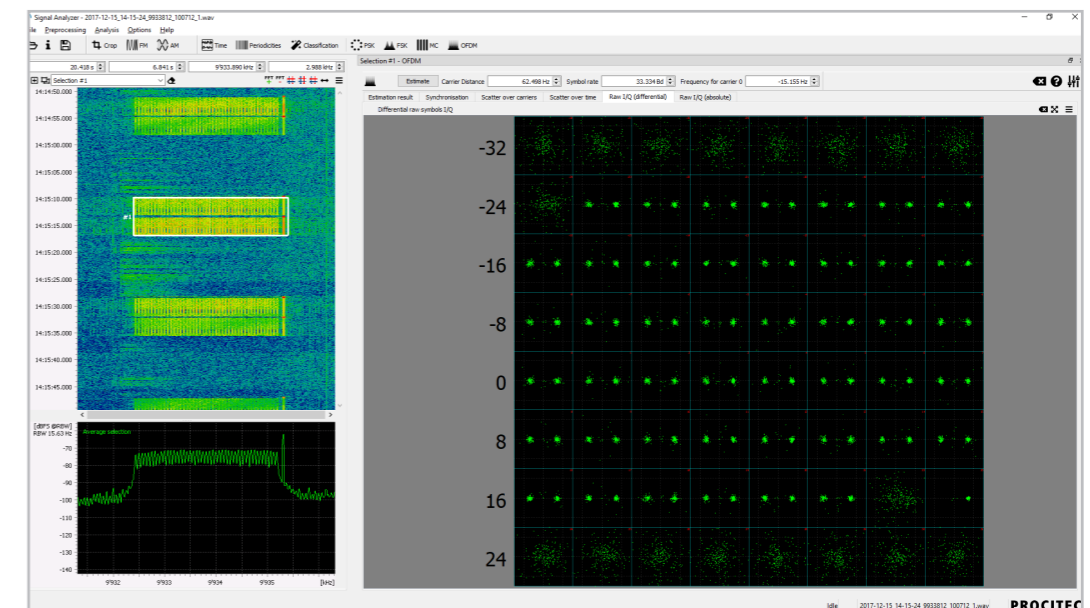 Signal Analyzer - 2017-12-15_14-15-24_9933812_100712_1.wav
ile Preprocessing Analysis Options Help
Crop FM AM Time Periodicities Classification PSK FSK MC OFDM
20.418 s 6.841 s 9'933.890 kHz 2.988 kHz
Selection #1
14:14:50.000
14:14:55.000
14:15:00.000
14:15:05.000
14:15:10.000
#1
14:15:15.000
14:15:20.000
14:15:25.000
14:15:30.000
14:15:35.000
14:15:40.000
14:15:45.000
[dBFS @RBW]
RBW 15.63 Hz
Average selection
-70
-80
-90
-100
-110
-120
-130
-140
9'932 9'933 9'934 9'935 [kHz]
Selection #1 - OFDM
Estimate Carrier Distance 62.498 Hz Symbol rate 33.334 Bd Frequency for carrier 0 -15.155 Hz
Estimation result Synchronisation Scatter over carriers Scatter over time Raw I/Q (differential) Raw I/Q (absolute)
Differential raw symbols I/Q
-32
-24
-16
-8
0
8
16
24
Idle 2017-12-15_14-15-24_9933812_100712_1.wav PROCITEC